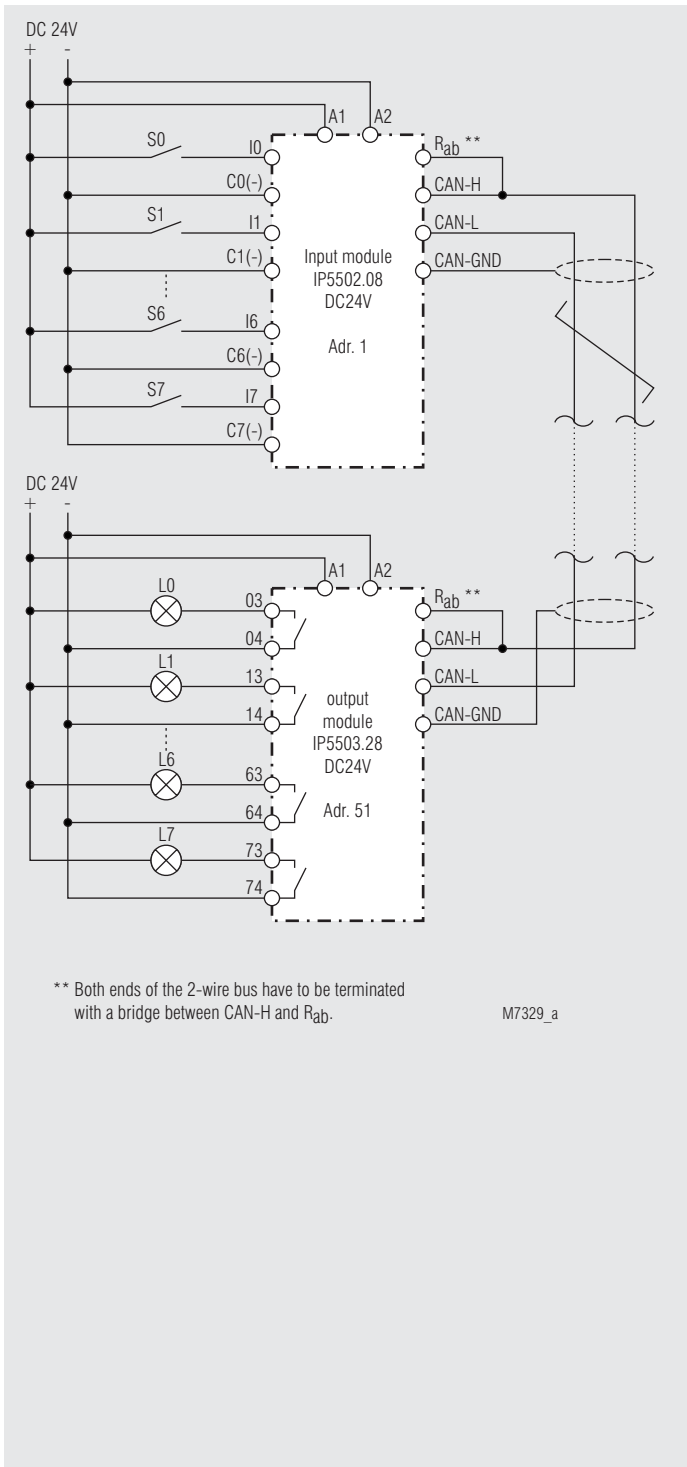 DC 24V
+ -
A1 A2
S0 I0 Rab **
C0(-) CAN-H
S1 I1 CAN-L
C1(-) CAN-GND
Input module
IP5502.08
DC24V
S6 I6
Adr. 1
C6(-)
S7 I7
C7(-)
DC 24V
+ -
A1 A2
L0 03 Rab **
04 CAN-H
L1 13 CAN-L
14 CAN-GND
output
module
IP5503.28
DC24V
L6 63
64 Adr. 51
L7 73
74
** Both ends of the 2-wire bus have to be terminated
with a bridge between CAN-H and Rab.
M7329_a